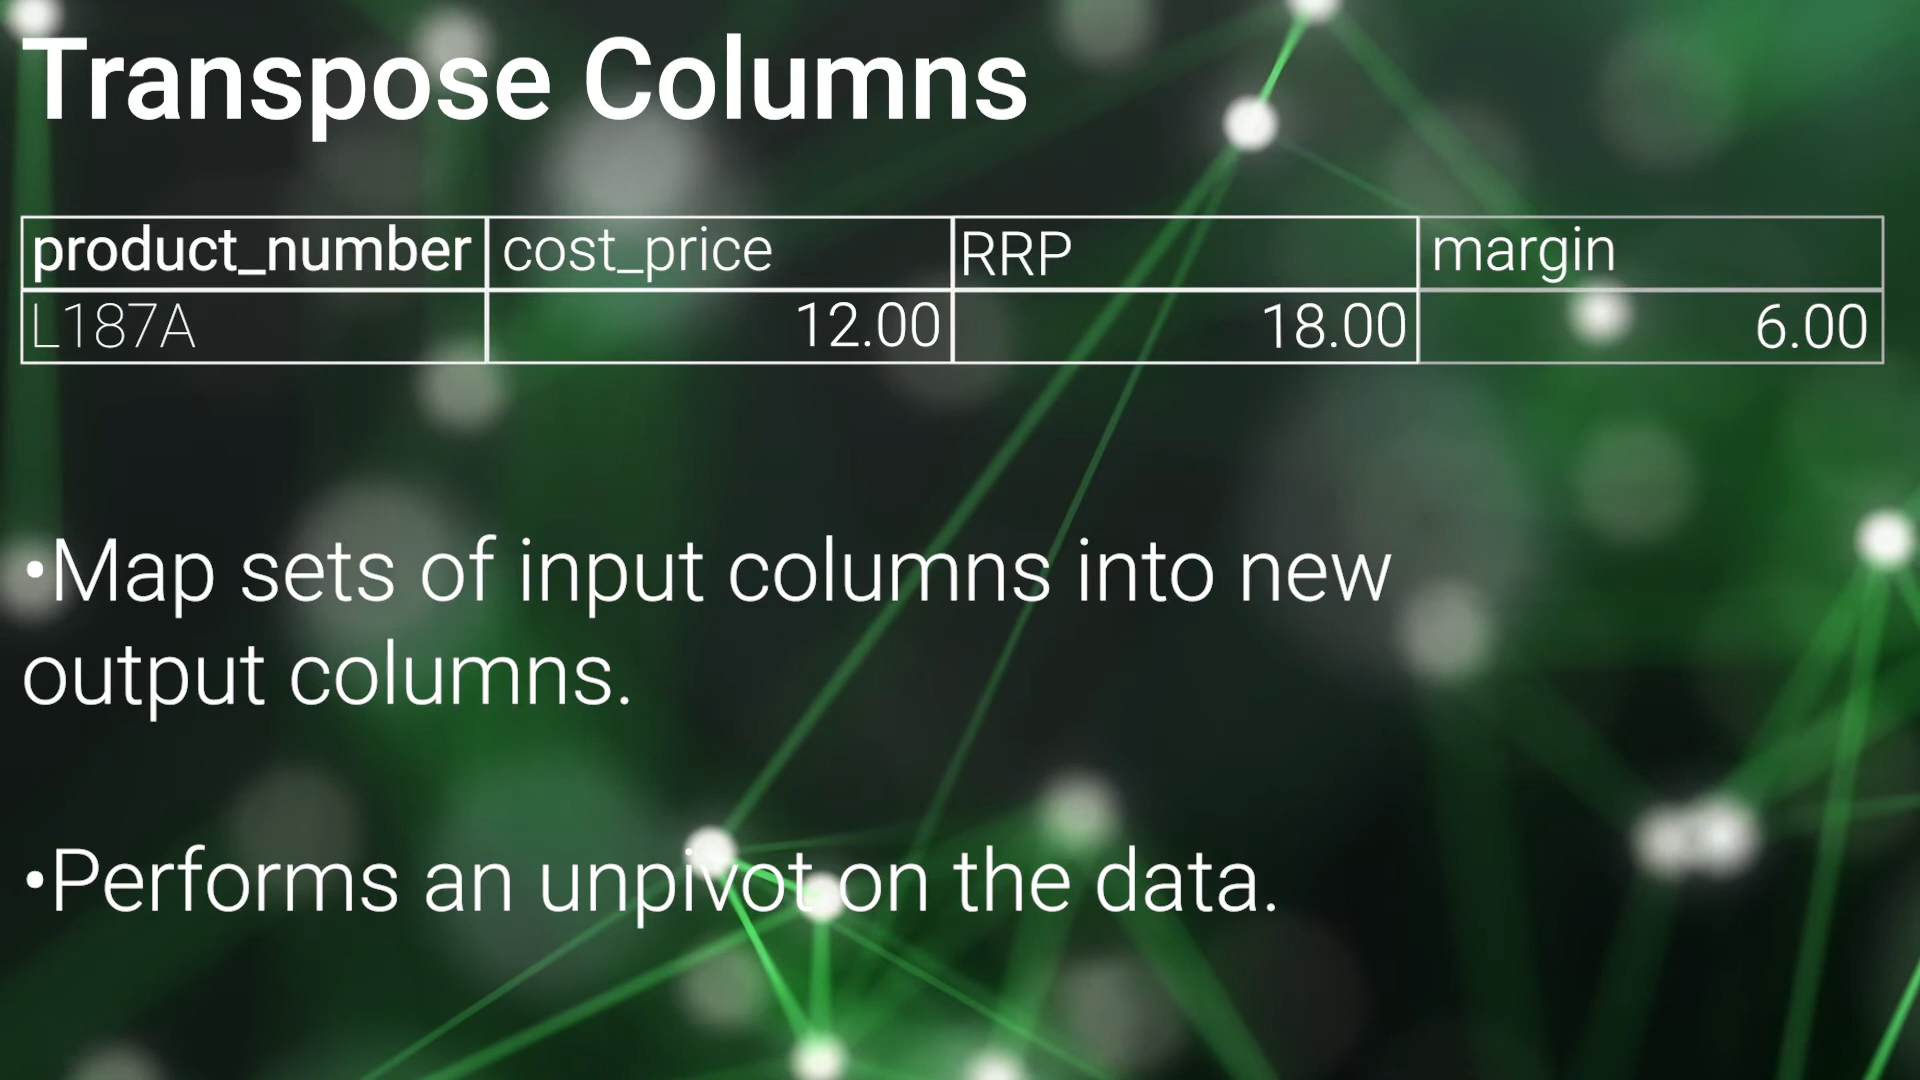 Transpose Columns
product_number cost_price RRP margin
L187A 12.00 18.00 6.00
•Map sets of input columns into new
output columns.
•Performs an unpivot on the data.